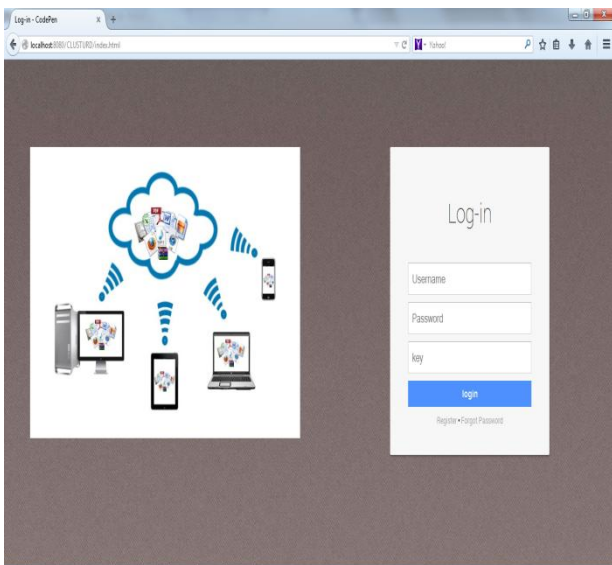 Log-in - CodePen
localhost:8080/CLUSTURD/index.html
Yahoo!
Log-in
Username
Password
key
login
Register • Forgot Password